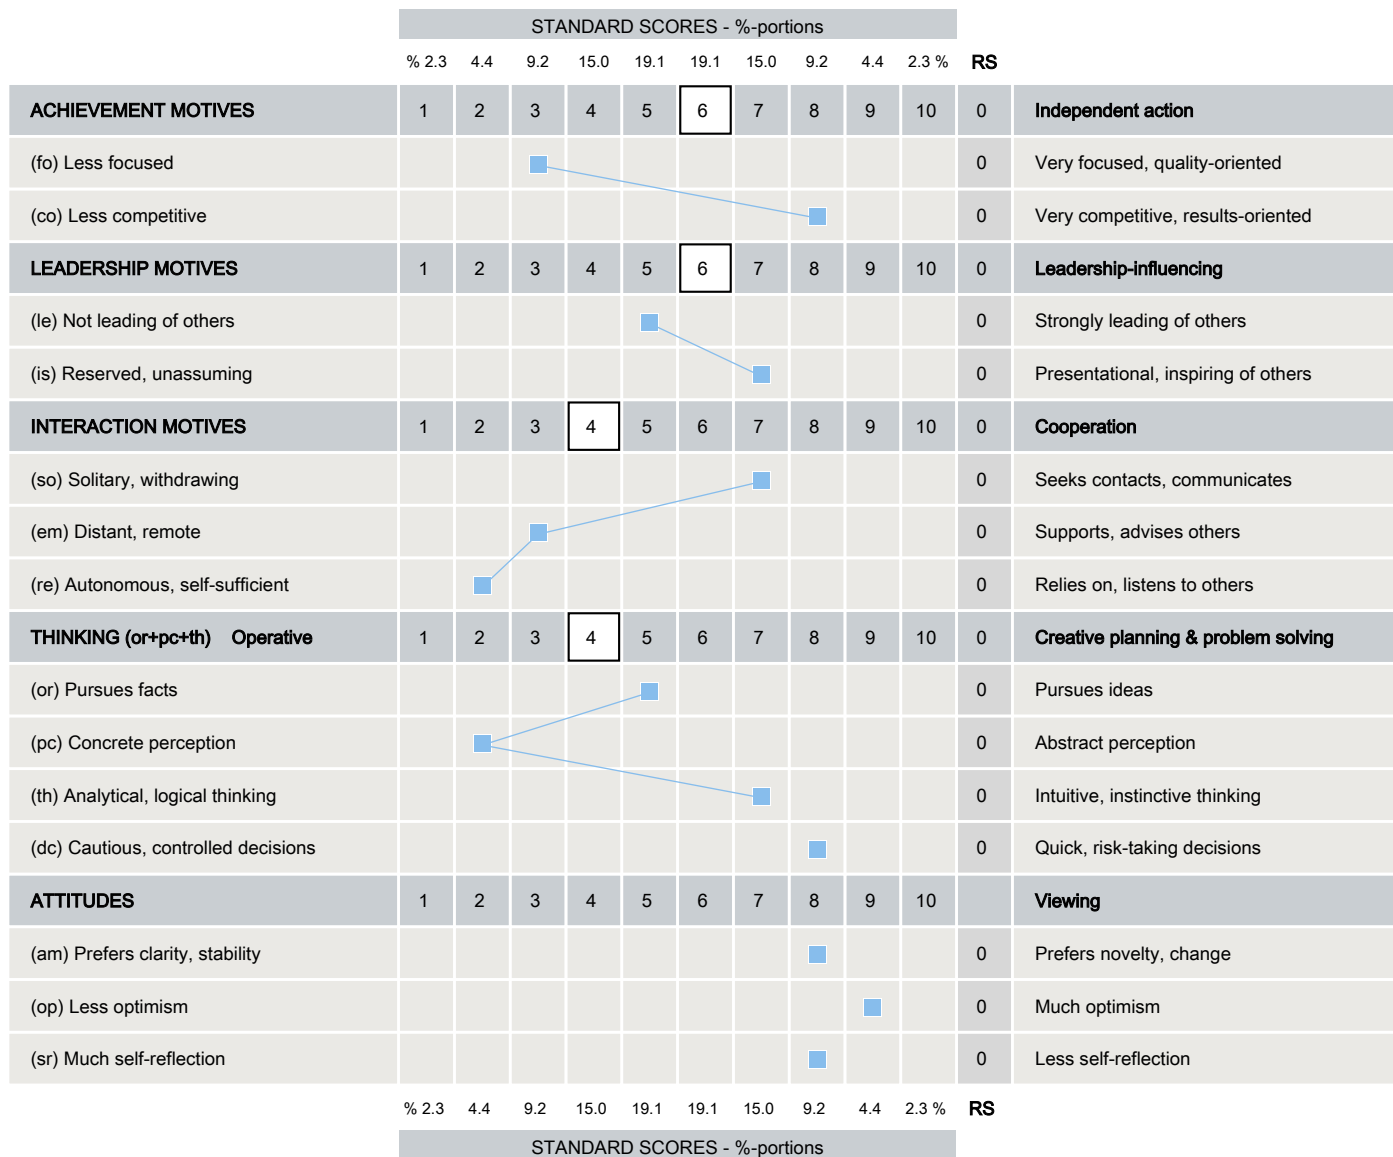 STANDARD SCORES - %-portions
% 2.3 4.4 9.2 15.0 19.1 19.1 15.0 9.2 4.4 2.3 % RS
ACHIEVEMENT MOTIVES 1 2 3 4 5 6 7 8 9 10 0 Independent action
(fo) Less focused 0 Very focused, quality-oriented
(co) Less competitive 0 Very competitive, results-oriented
LEADERSHIP MOTIVES 1 2 3 4 5 6 7 8 9 10 0 Leadership-influencing
(le) Not leading of others 0 Strongly leading of others
(is) Reserved, unassuming 0 Presentational, inspiring of others
INTERACTION MOTIVES 1 2 3 4 5 6 7 8 9 10 0 Cooperation
(so) Solitary, withdrawing 0 Seeks contacts, communicates
(em) Distant, remote 0 Supports, advises others
(re) Autonomous, self-sufficient 0 Relies on, listens to others
THINKING (or+pc+th) Operative 1 2 3 4 5 6 7 8 9 10 0 Creative planning & problem solving
(or) Pursues facts 0 Pursues ideas
(pc) Concrete perception 0 Abstract perception
(th) Analytical, logical thinking 0 Intuitive, instinctive thinking
(dc) Cautious, controlled decisions 0 Quick, risk-taking decisions
ATTITUDES 1 2 3 4 5 6 7 8 9 10 Viewing
(am) Prefers clarity, stability 0 Prefers novelty, change
(op) Less optimism 0 Much optimism
(sr) Much self-reflection 0 Less self-reflection
% 2.3 4.4 9.2 15.0 19.1 19.1 15.0 9.2 4.4 2.3 % RS
STANDARD SCORES - %-portions